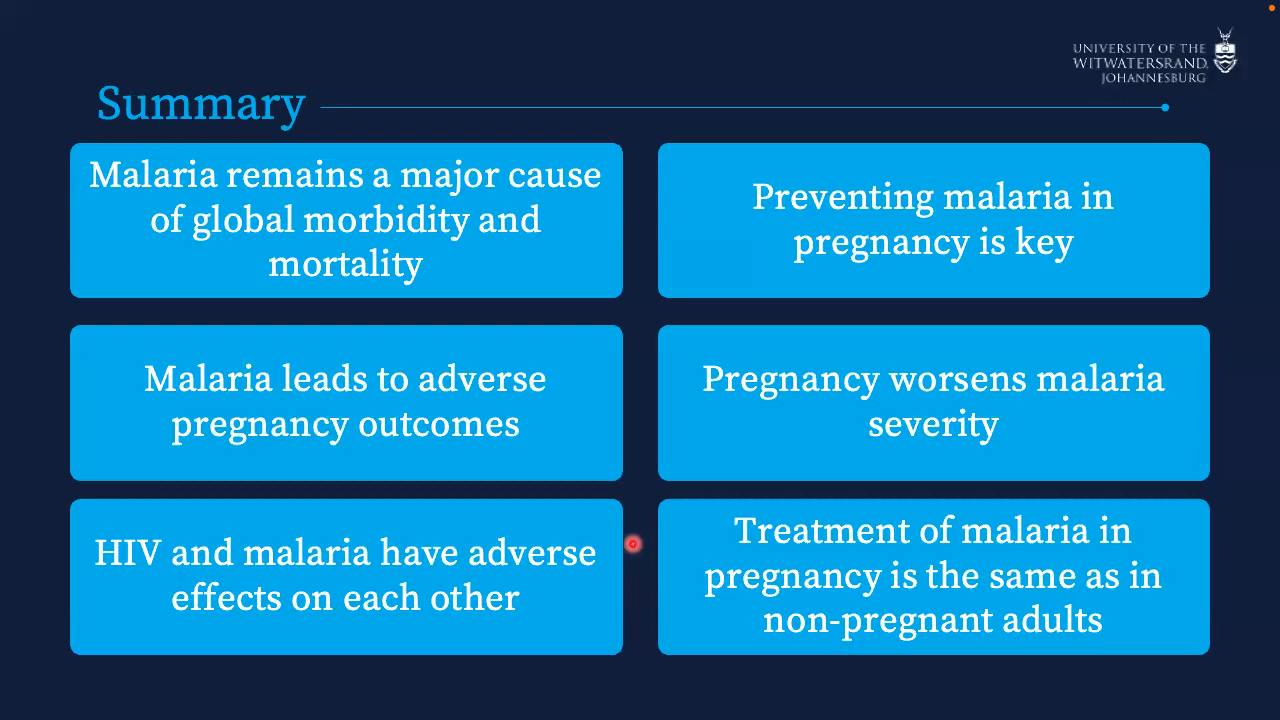 UNIVERSITY OF THE
WITWATERSRAND,
JOHANNESBURG
Summary
Malaria remains a major cause
of global morbidity and
mortality
Preventing malaria in
pregnancy is key
Malaria leads to adverse
pregnancy outcomes
Pregnancy worsens malaria
severity
HIV and malaria have adverse
effects on each other
Treatment of malaria in
pregnancy is the same as in
non-pregnant adults